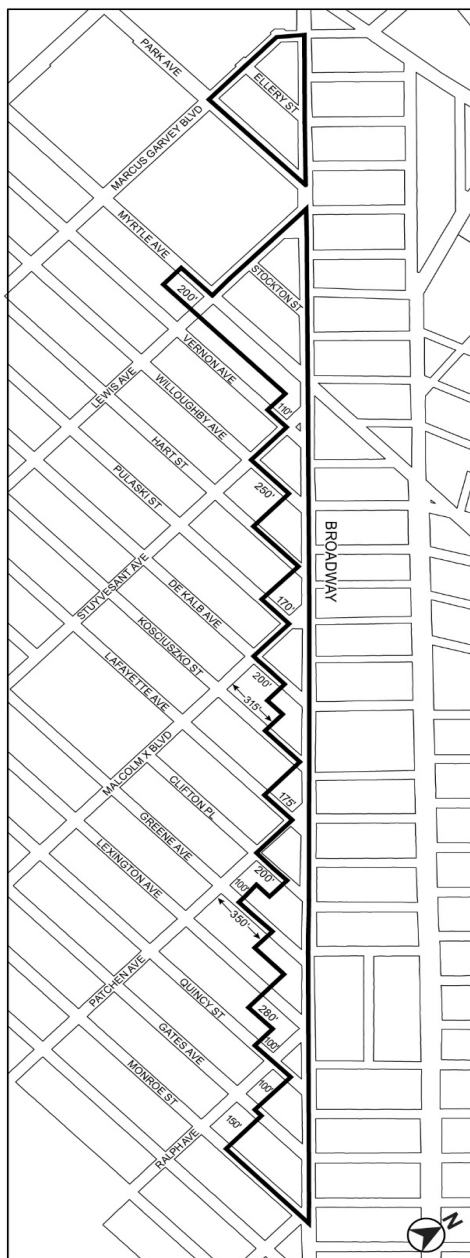 PARK AVE
ELLERY ST
MARCUS GARVEY BLVD
MYRTLE AVE
STOCKTON ST
200'
VERNON AVE
LEWIS AVE
WILLOUGHBY AVE
110'
HART ST
PULASKI ST
250'
BROADWAY
STUYVESANT AVE
DE KALB AVE
170'
KOSCIUSZKO ST
LAFAYETTE AVE
200'
315'
MALCOLM X BLVD
CLIFTON PL
175'
GREENE AVE
LEXINGTON AVE
200'
100'
350'
PATCHEN AVE
QUINCY ST
280'
GATES AVE
100'
MONROE ST
100'
150'
RALPH AVE
N